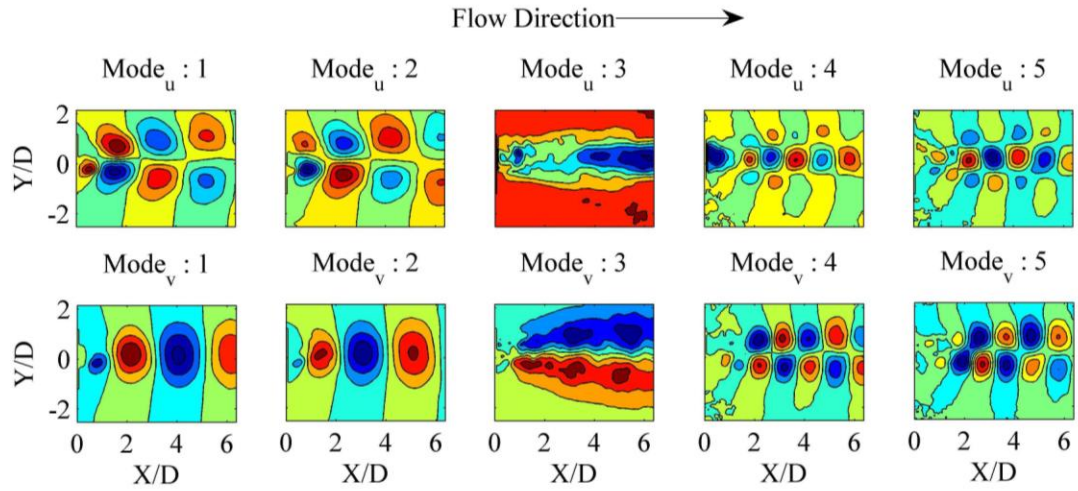 Flow Direction
Mode_u : 1 Mode_u : 2 Mode_u : 3 Mode_u : 4 Mode_u : 5
2
0
-2
Y/D
Mode_v : 1 Mode_v : 2 Mode_v : 3 Mode_v : 4 Mode_v : 5
2
0
-2
Y/D
0 2 4 6 0 2 4 6 0 2 4 6 0 2 4 6 0 2 4 6
X/D X/D X/D X/D X/D